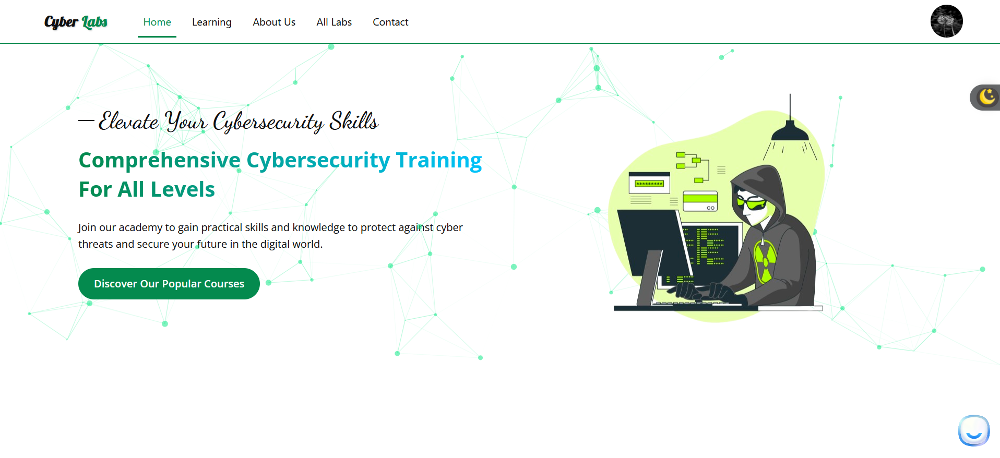 Cyber Labs
Home
Learning
About Us
All Labs
Contact
Elevate Your Cybersecurity Skills
Comprehensive Cybersecurity Training
For All Levels
Join our academy to gain practical skills and knowledge to protect against cyber
threats and secure your future in the digital world.
Discover Our Popular Courses
*********